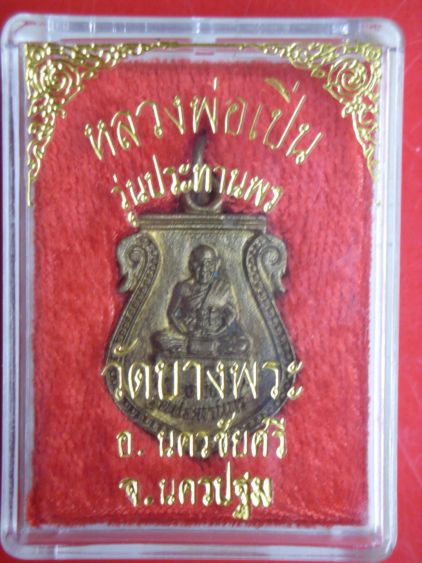 หลวงพ่อเปิ่น
รุ่นประทานพร
วัดบางพระ
อ. นครชัยศรี
จ. นครปฐม